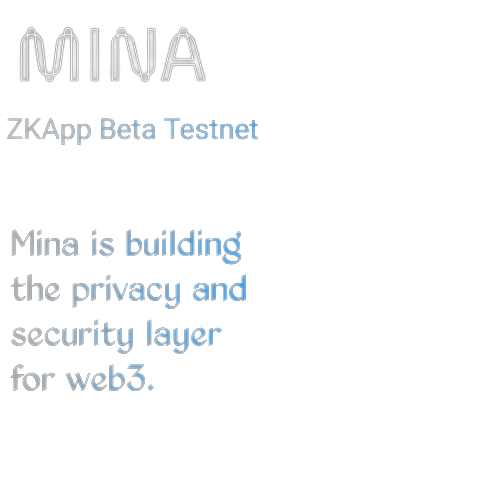 MINA
ZKApp Beta Testnet
Mina is building
the privacy and
security layer
for web3.